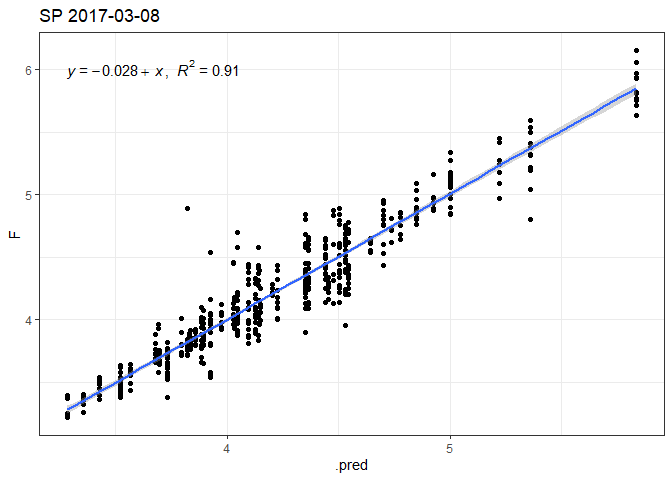 SP 2017-03-08
y = −0.028 + x , R² = 0.91
6
5
4
F
4
5
.pred